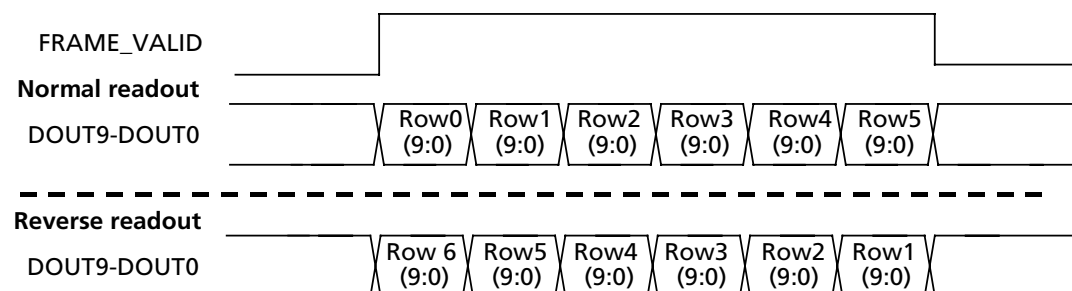 FRAME_VALID
Normal readout
DOUT9-DOUT0
Row0 Row1 Row2 Row3 Row4 Row5
(9:0) (9:0) (9:0) (9:0) (9:0) (9:0)
Reverse readout
DOUT9-DOUT0
Row 6 Row5 Row4 Row3 Row2 Row1
(9:0) (9:0) (9:0) (9:0) (9:0) (9:0)